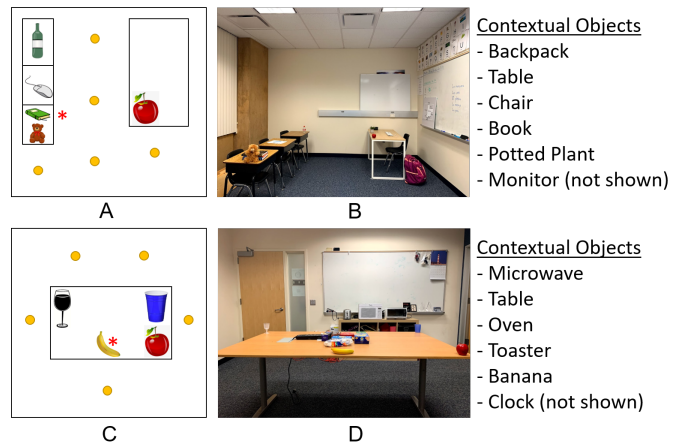 Contextual Objects
- Backpack
- Table
- Chair
- Book
- Potted Plant
- Monitor (not shown)
*
A
B
Contextual Objects
- Microwave
- Table
- Oven
- Toaster
- Banana
- Clock (not shown)
*
C
D